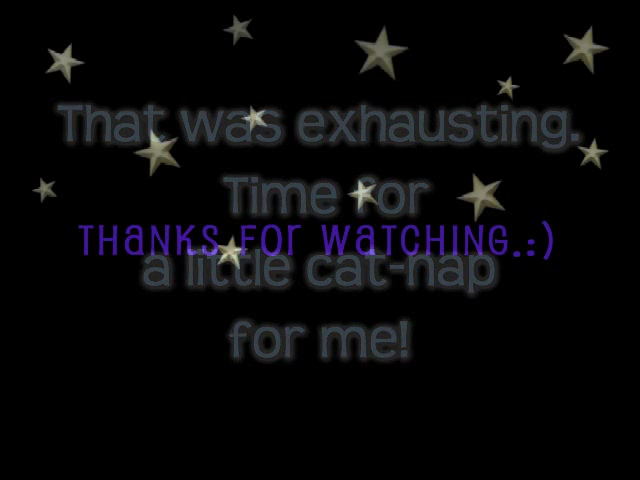 That was exhausting.
Time for
THanKS FOr WaTCHING.:)
a little cat-nap
for me!